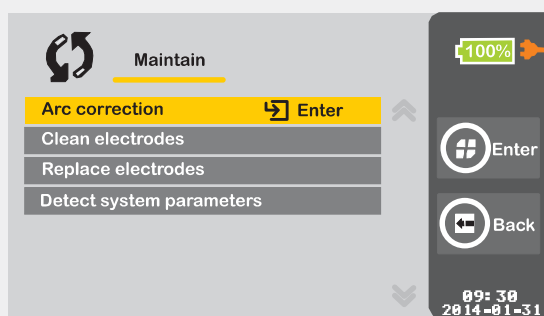 Maintain
Arc correction Enter
Clean electrodes
Replace electrodes
Detect system parameters
100%
Enter
Back
09:30
2014-01-31